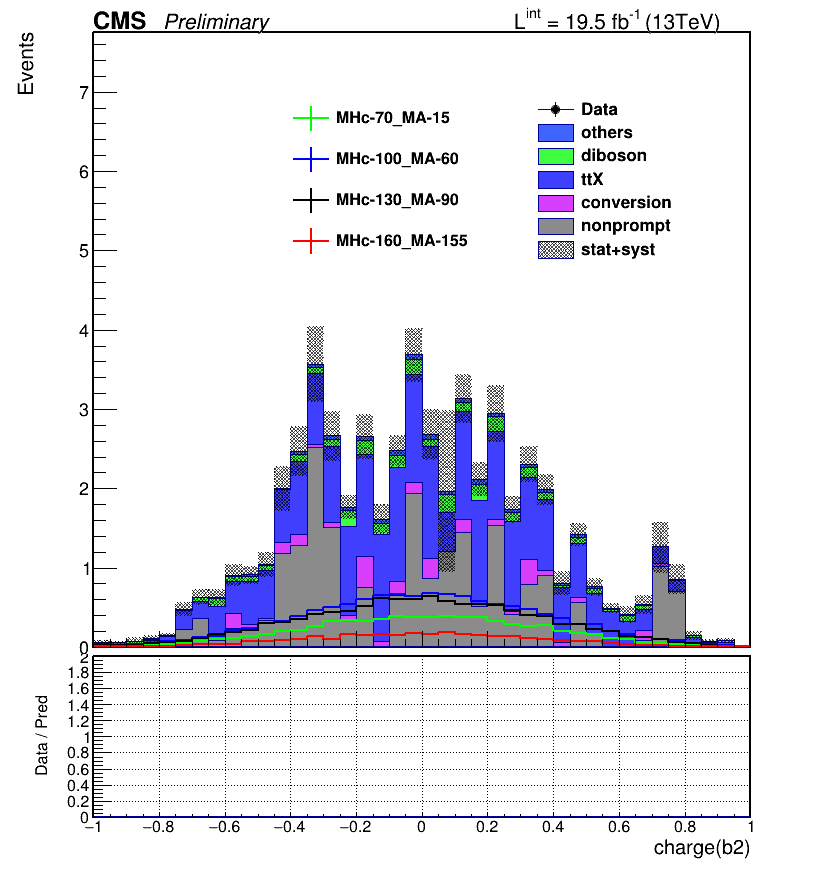 CMS Preliminary L^int = 19.5 fb^-1 (13TeV)
Events
7
6
5
4
3
2
1
0
MHc-70_MA-15
MHc-100_MA-60
MHc-130_MA-90
MHc-160_MA-155
Data
others
diboson
ttX
conversion
nonprompt
stat+syst
Data / Pred
2
1.8
1.6
1.4
1.2
1
0.8
0.6
0.4
0.2
0
−1 −0.8 −0.6 −0.4 −0.2 0 0.2 0.4 0.6 0.8 1
charge(b2)